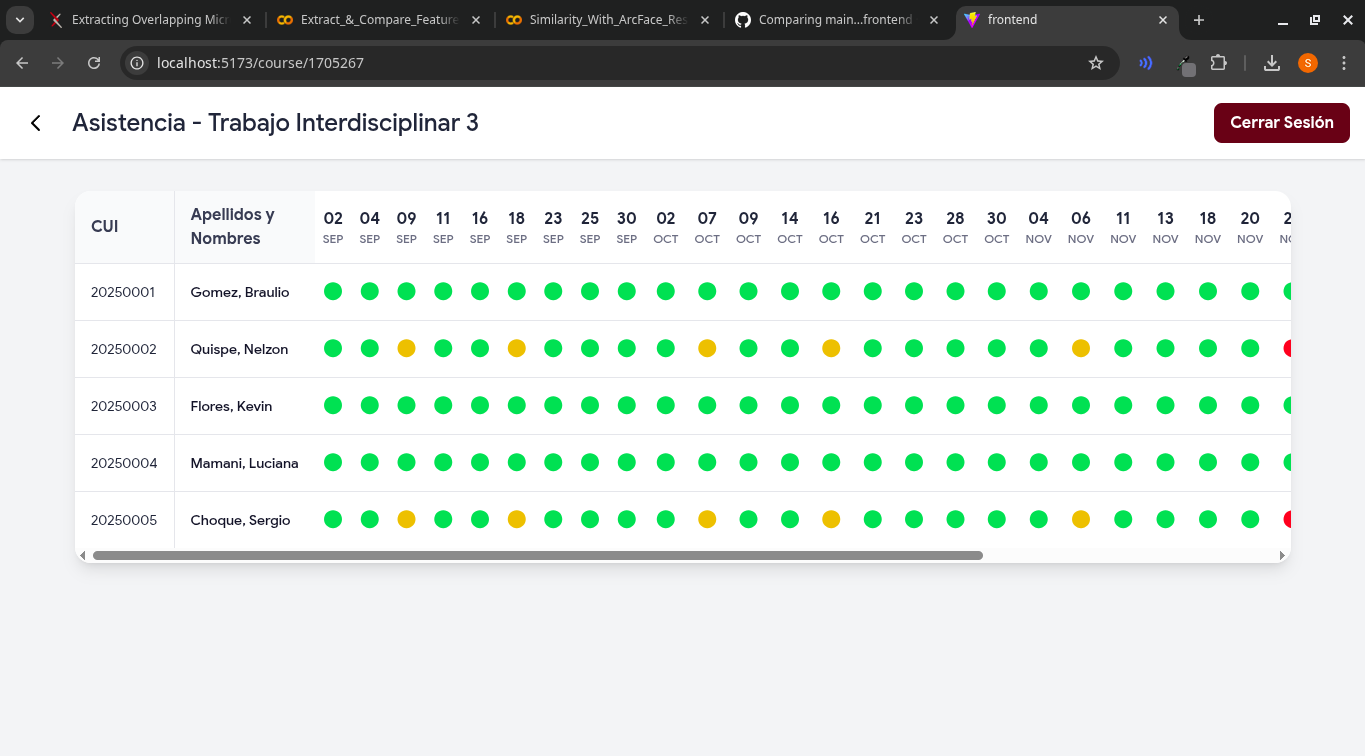 Extracting Overlapping Micr
Extract_&_Compare_Feature
Similarity_With_ArcFace_Res
Comparing main...frontend
frontend
localhost:5173/course/1705267
S
Asistencia - Trabajo Interdisciplinar 3
Cerrar Sesión
CUI
Apellidos y
Nombres
02 04 09 11 16 18 23 25 30 02 07 09 14 16 21 23 28 30 04 06 11 13 18 20
SEP SEP SEP SEP SEP SEP SEP SEP SEP OCT OCT OCT OCT OCT OCT OCT OCT OCT NOV NOV NOV NOV NOV NOV
20250001 Gomez, Braulio
20250002 Quispe, Nelzon
20250003 Flores, Kevin
20250004 Mamani, Luciana
20250005 Choque, Sergio